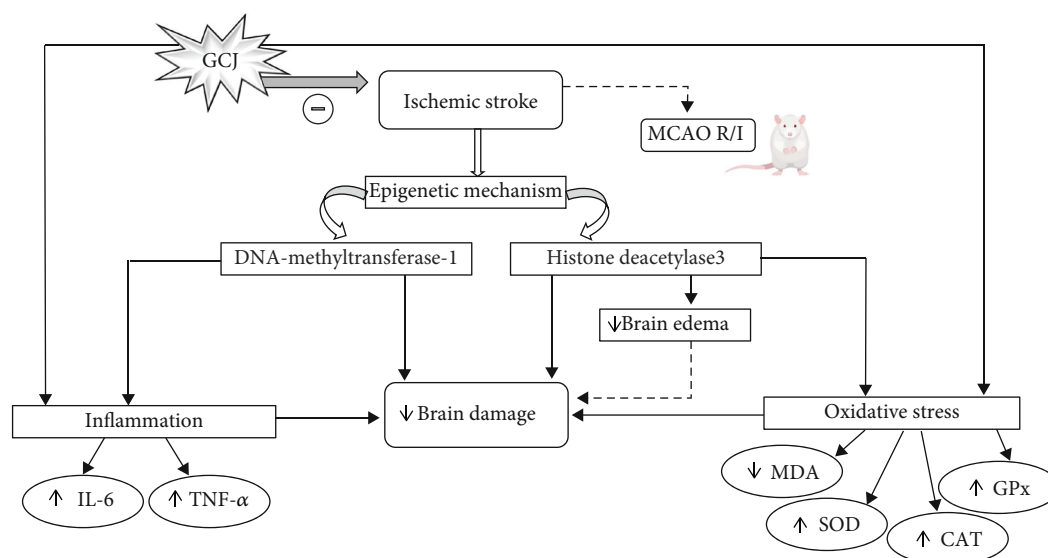 GCJ
−
Ischemic stroke
MCAO R/I
Epigenetic mechanism
DNA-methyltransferase-1
Histone deacetylase3
↓Brain edema
↓ Brain damage
Inflammation
Oxidative stress
↑ IL-6
↑ TNF-α
↓ MDA
↑ SOD
↑ CAT
↑ GPx